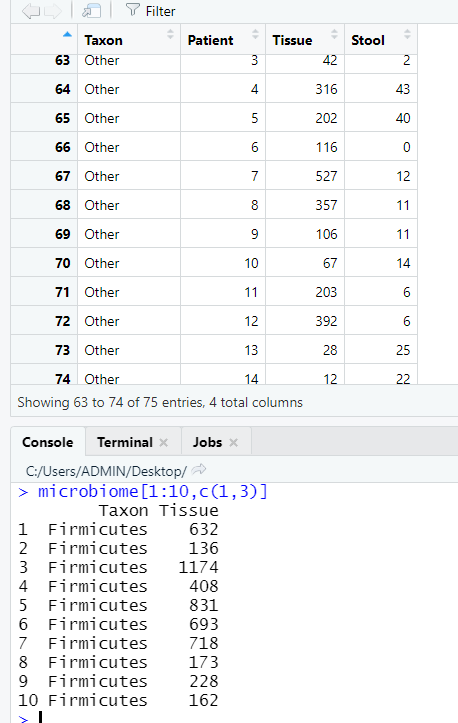 Filter
Taxon Patient Tissue Stool
63 Other 3 42 2
64 Other 4 316 43
65 Other 5 202 40
66 Other 6 116 0
67 Other 7 527 12
68 Other 8 357 11
69 Other 9 106 11
70 Other 10 67 14
71 Other 11 203 6
72 Other 12 392 6
73 Other 13 28 25
74 Other 14 12 22
Showing 63 to 74 of 75 entries, 4 total columns
Console Terminal Jobs
C:/Users/ADMIN/Desktop/
> microbiome[1:10,c(1,3)]
Taxon Tissue
1 Firmicutes 632
2 Firmicutes 136
3 Firmicutes 1174
4 Firmicutes 408
5 Firmicutes 831
6 Firmicutes 693
7 Firmicutes 718
8 Firmicutes 173
9 Firmicutes 228
10 Firmicutes 162
>